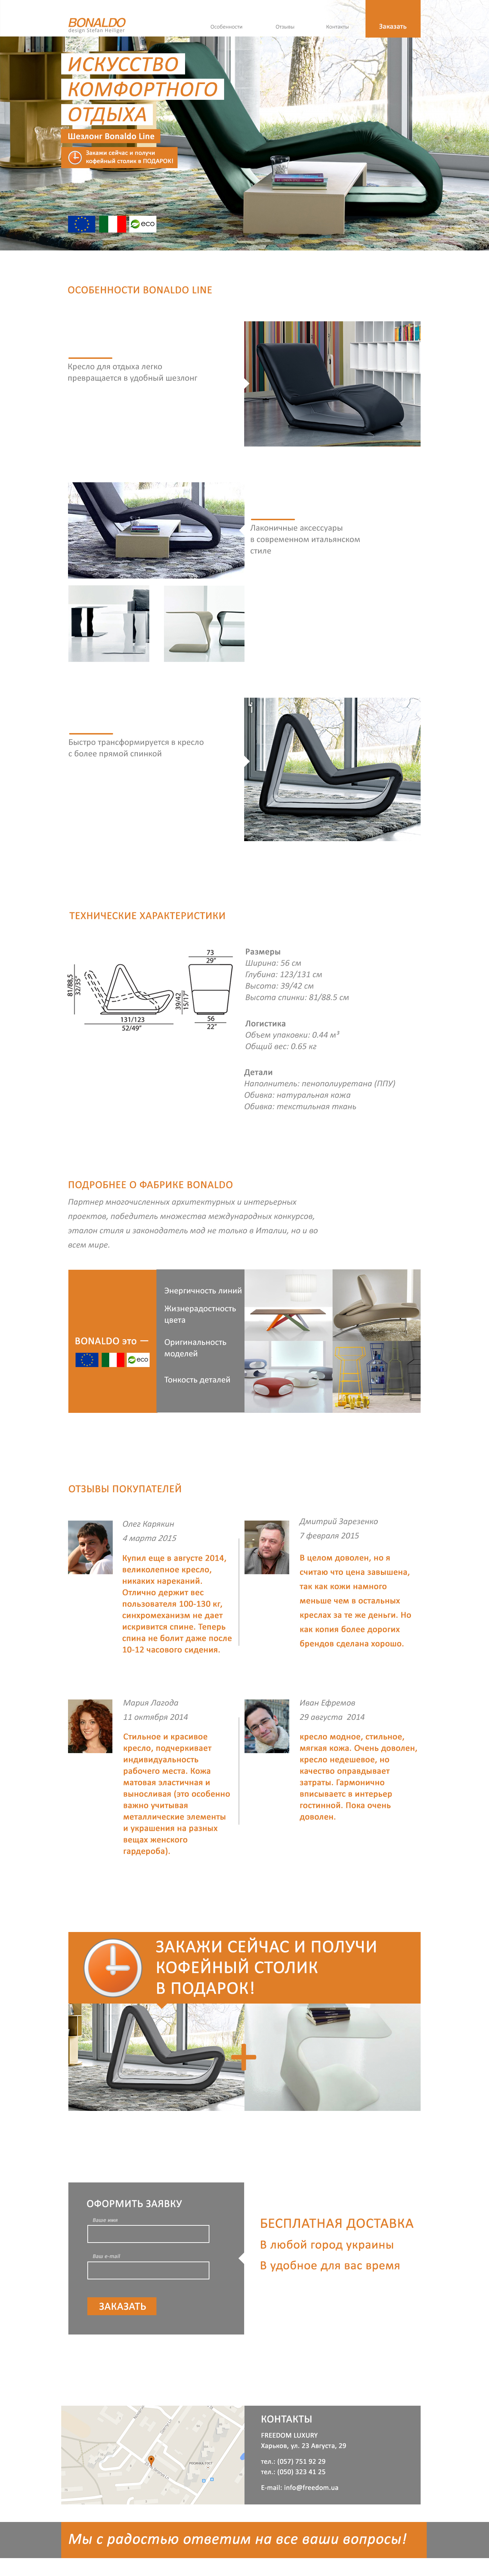 BONALDO
design Stefan Heiliger
Особенности
Отзывы
Контакты
Заказать
ИСКУССТВО
КОМФОРТНОГО
ОТДЫХА
Шезлонг Bonaldo Line
Закажи сейчас и получи
кофейный столик в ПОДАРОК!
eco
ОСОБЕННОСТИ BONALDO LINE
Кресло для отдыха легко
превращается в удобный шезлонг
Лаконичные аксессуары
в современном итальянском
стиле
Быстро трансформируется в кресло
с более прямой спинкой
ТЕХНИЧЕСКИЕ ХАРАКТЕРИСТИКИ
81/88.5
32/35"
131/123
52/49"
39/42
15/17"
73
29"
56
22"
Размеры
Ширина: 56 см
Глубина: 123/131 см
Высота: 39/42 см
Высота спинки: 81/88.5 см
Логистика
Объем упаковки: 0.44 м³
Общий вес: 0.65 кг
Детали
Наполнитель: пенополиуретана (ППУ)
Обивка: натуральная кожа
Обивка: текстильная ткань
ПОДРОБНЕЕ О ФАБРИКЕ BONALDO
Партнер многочисленных архитектурных и интерьерных
проектов, победитель множества международных конкурсов,
эталон стиля и законодатель мод не только в Италии, но и во
всем мире.
BONALDO это —
eco
Энергичность линий
Жизнерадостность
цвета
Оригинальность
моделей
Тонкость деталей
ОТЗЫВЫ ПОКУПАТЕЛЕЙ
Олег Карякин
4 марта 2015
Купил еще в августе 2014,
великолепное кресло,
никаких нареканий.
Отлично держит вес
пользователя 100-130 кг,
синхромеханизм не дает
искривится спине. Теперь
спина не болит даже после
10-12 часового сидения.
Дмитрий Зарезенко
7 февраля 2015
В целом доволен, но я
считаю что цена завышена,
так как кожи намного
меньше чем в остальных
креслах за те же деньги. Но
как копия более дорогих
брендов сделана хорошо.
Мария Лагода
11 октября 2014
Стильное и красивое
кресло, подчеркивает
индивидуальность
рабочего места. Кожа
матовая эластичная и
выносливая (это особенно
важно учитывая
металлические элементы
и украшения на разных
вещах женского
гардероба).
Иван Ефремов
29 августа 2014
кресло модное, стильное,
мягкая кожа. Очень доволен,
кресло недешевое, но
качество оправдывает
затраты. Гармонично
вписываетс в интерьер
гостинной. Пока очень
доволен.
ЗАКАЖИ СЕЙЧАС И ПОЛУЧИ
КОФЕЙНЫЙ СТОЛИК
В ПОДАРОК!
+
ОФОРМИТЬ ЗАЯВКУ
Ваше имя
Ваш e-mail
ЗАКАЗАТЬ
БЕСПЛАТНАЯ ДОСТАВКА
В любой город украины
В удобное для вас время
КОНТАКТЫ
FREEDOM LUXURY
Харьков, ул. 23 Августа, 29
тел.: (057) 751 92 29
тел.: (050) 323 41 25
E-mail: info@freedom.ua
Мы с радостью ответим на все ваши вопросы!